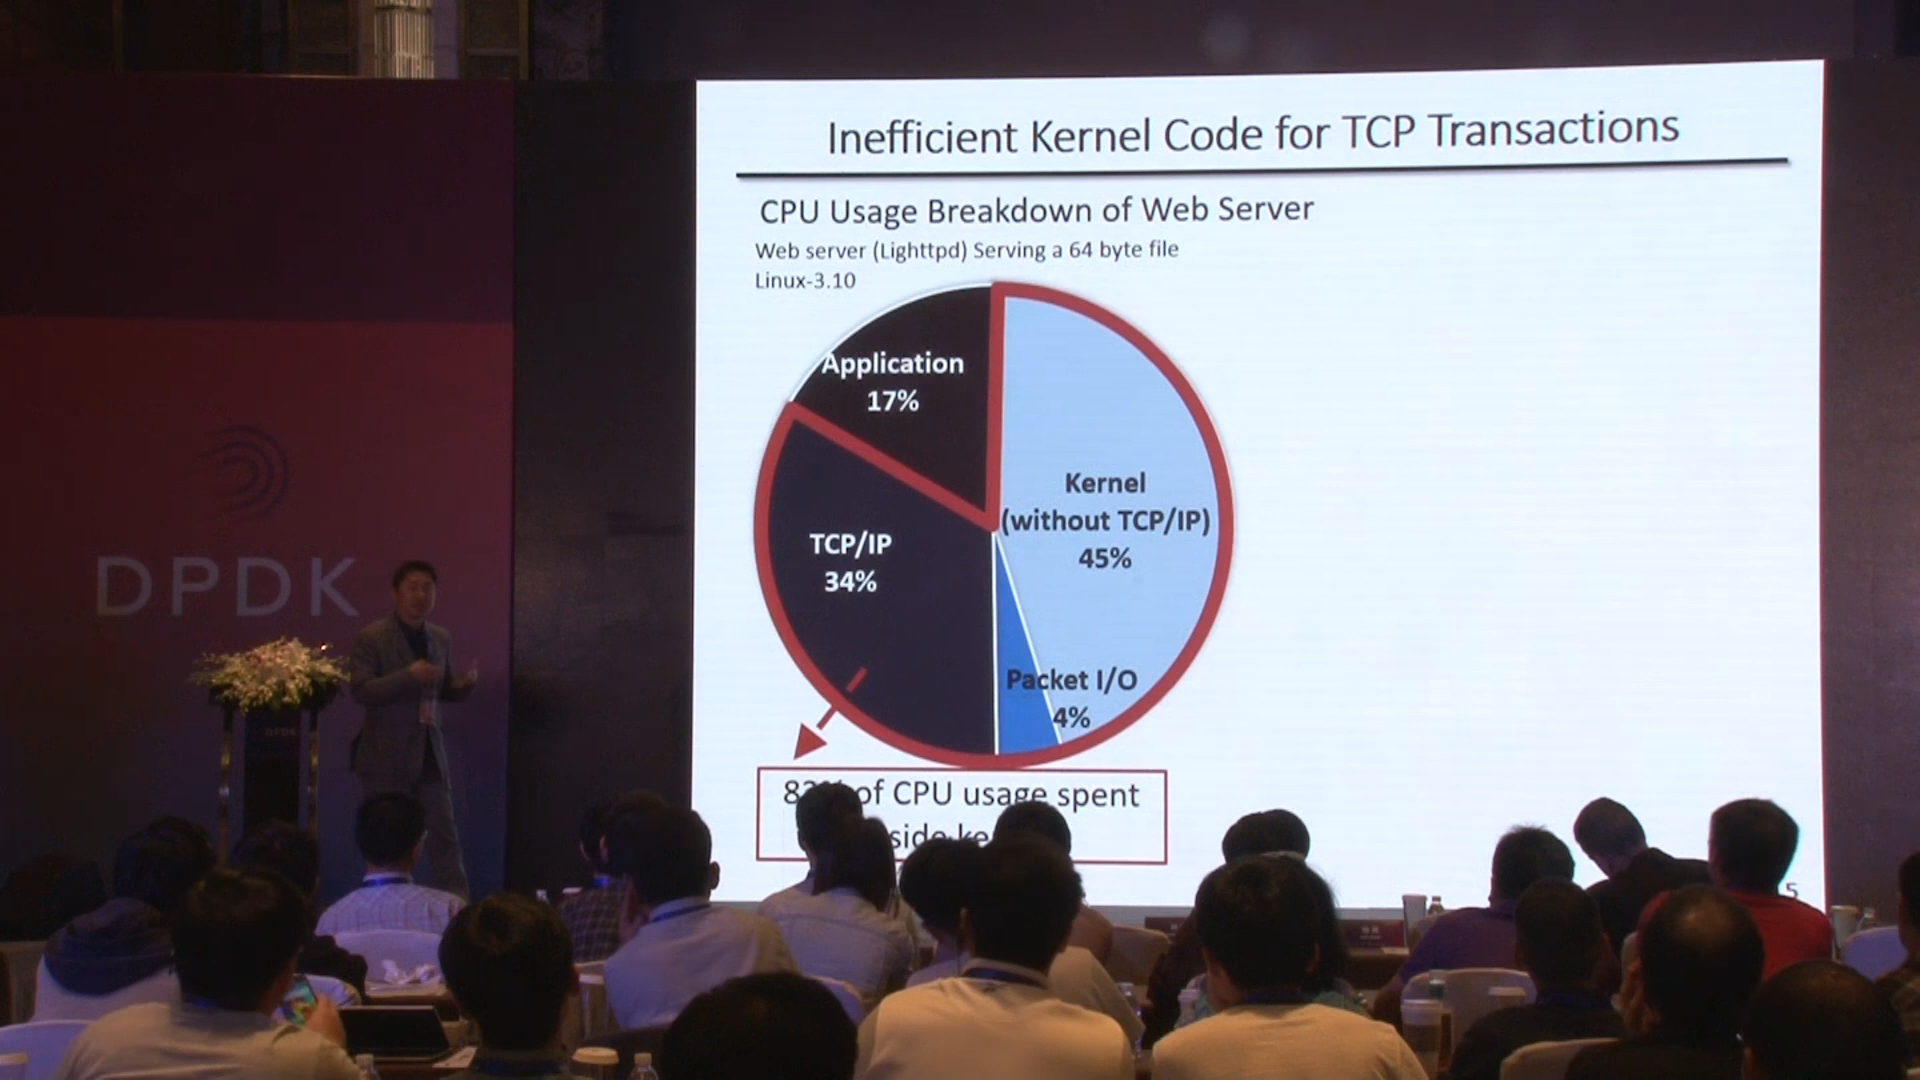 Inefficient Kernel Code for TCP Transactions
CPU Usage Breakdown of Web Server
Web server (Lighttpd) Serving a 64 byte file
Linux-3.10
Application
17%
Kernel
(without TCP/IP)
45%
TCP/IP
34%
Packet I/O
4%
of CPU usage spent
5
DPDK
DPDK